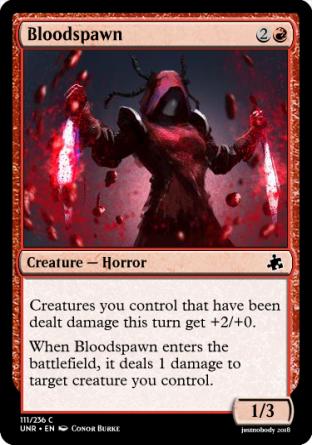 Bloodspawn 2
Creature — Horror
Creatures you control that have been
dealt damage this turn get +2/+0.
When Bloodspawn enters the
battlefield, it deals 1 damage to
target creature you control.
1/3
111/236 C
UNR • EN Conor Burke
justnobody 2018